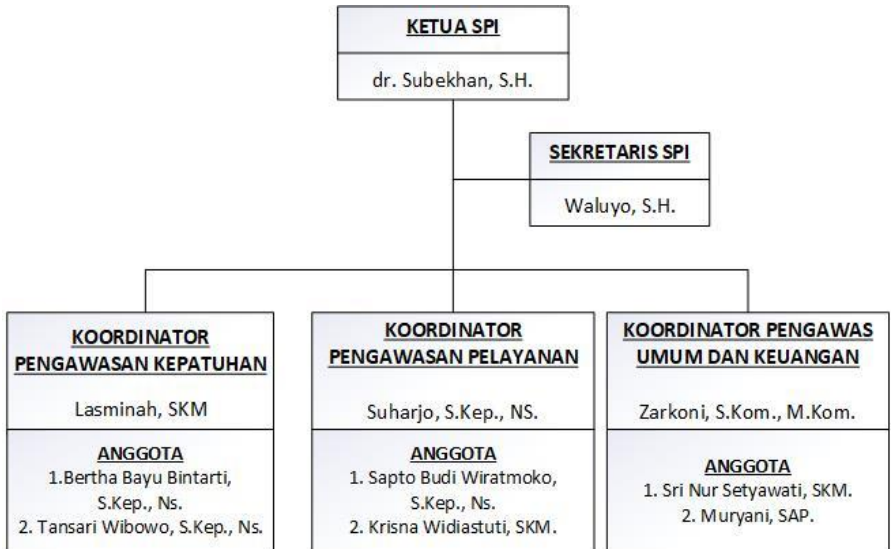 KETUA SPI
dr. Subekhan, S.H.
SEKRETARIS SPI
Waluyo, S.H.
KOORDINATOR
PENGAWASAN KEPATUHAN
Lasminah, SKM
ANGGOTA
1.Bertha Bayu Bintarti,
S.Kep., Ns.
2. Tansari Wibowo, S.Kep., Ns.
KOORDINATOR
PENGAWASAN PELAYANAN
Suharjo, S.Kep., NS.
ANGGOTA
1. Sapto Budi Wiratmoko,
S.Kep., Ns.
2. Krisna Widiastuti, SKM.
KOORDINATOR PENGAWAS
UMUM DAN KEUANGAN
Zarkoni, S.Kom., M.Kom.
ANGGOTA
1. Sri Nur Setyawati, SKM.
2. Muryani, SAP.